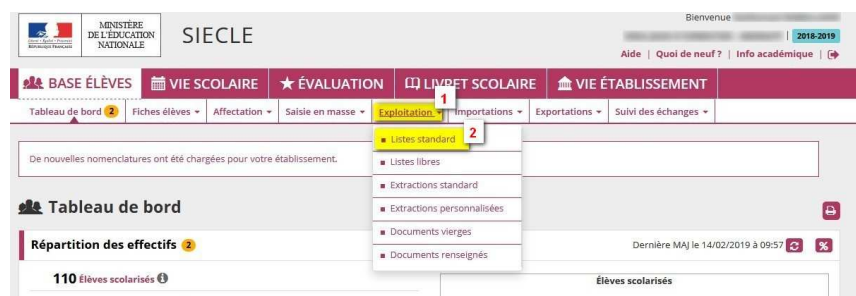 MINISTÈRE
DE L'ÉDUCATION
NATIONALE
SIECLE
Bienvenue
2018-2019
Aide | Quoi de neuf ? | Info académique |
BASE ÉLÈVES VIE SCOLAIRE ÉVALUATION LIVRET SCOLAIRE VIE ÉTABLISSEMENT
1
Tableau de bord 2 Fiches élèves Affectation Saisie en masse Exploitation Importations Exportations Suivi des échanges
2
Listes standard
Listes libres
Extractions standard
Extractions personnalisées
Documents vierges
Documents renseignés
De nouvelles nomenclatures ont été chargées pour votre établissement.
Tableau de bord
Répartition des effectifs 2
Dernière MAJ le 14/02/2019 à 09:57
110 Élèves scolarisés
Élèves scolarisés